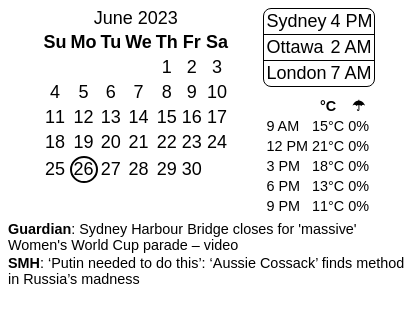 June 2023
Su Mo Tu We Th Fr Sa
1 2 3
4 5 6 7 8 9 10
11 12 13 14 15 16 17
18 19 20 21 22 23 24
25 26 27 28 29 30
Sydney 4 PM
Ottawa 2 AM
London 7 AM
°C ☂
9 AM 15°C 0%
12 PM 21°C 0%
3 PM 18°C 0%
6 PM 13°C 0%
9 PM 11°C 0%
Guardian: Sydney Harbour Bridge closes for 'massive'
Women's World Cup parade – video
SMH: ‘Putin needed to do this’: ‘Aussie Cossack’ finds method
in Russia’s madness